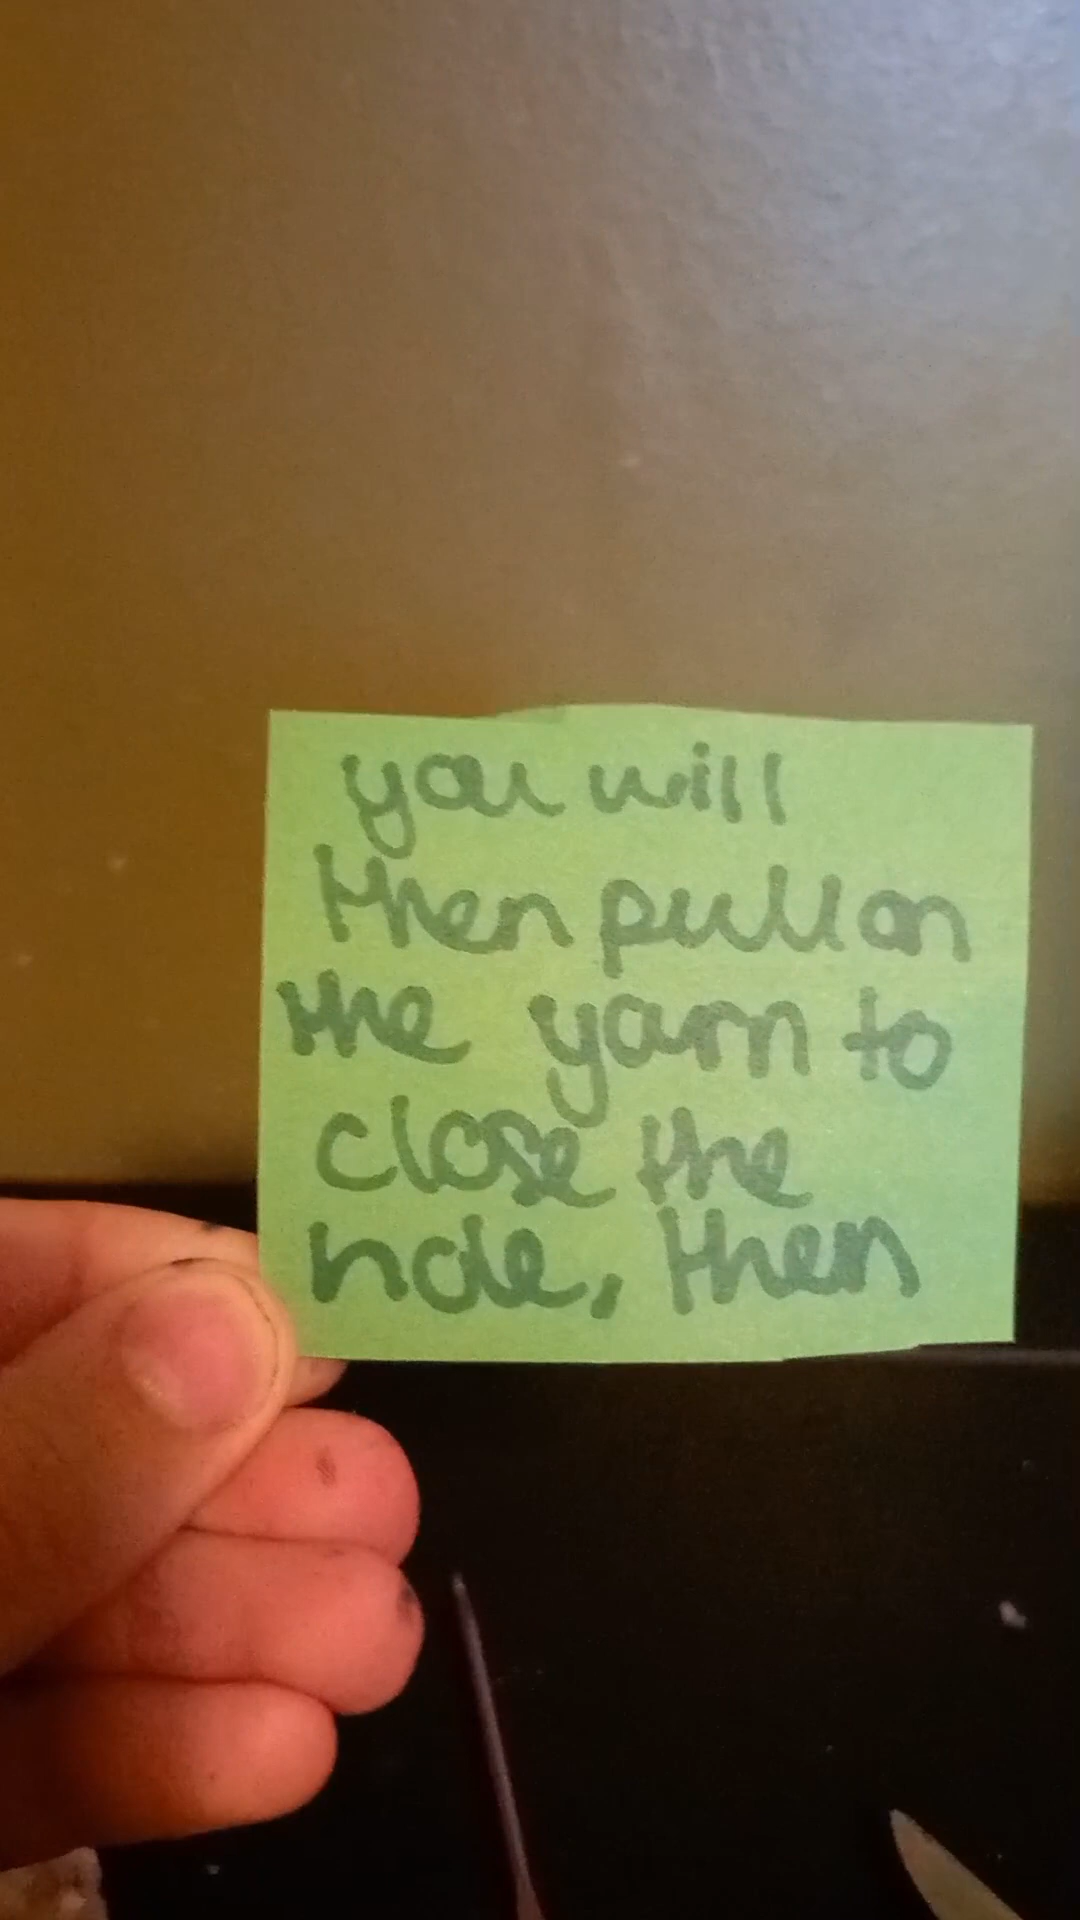 you will
then pull on
the yarn to
close the
hole, then